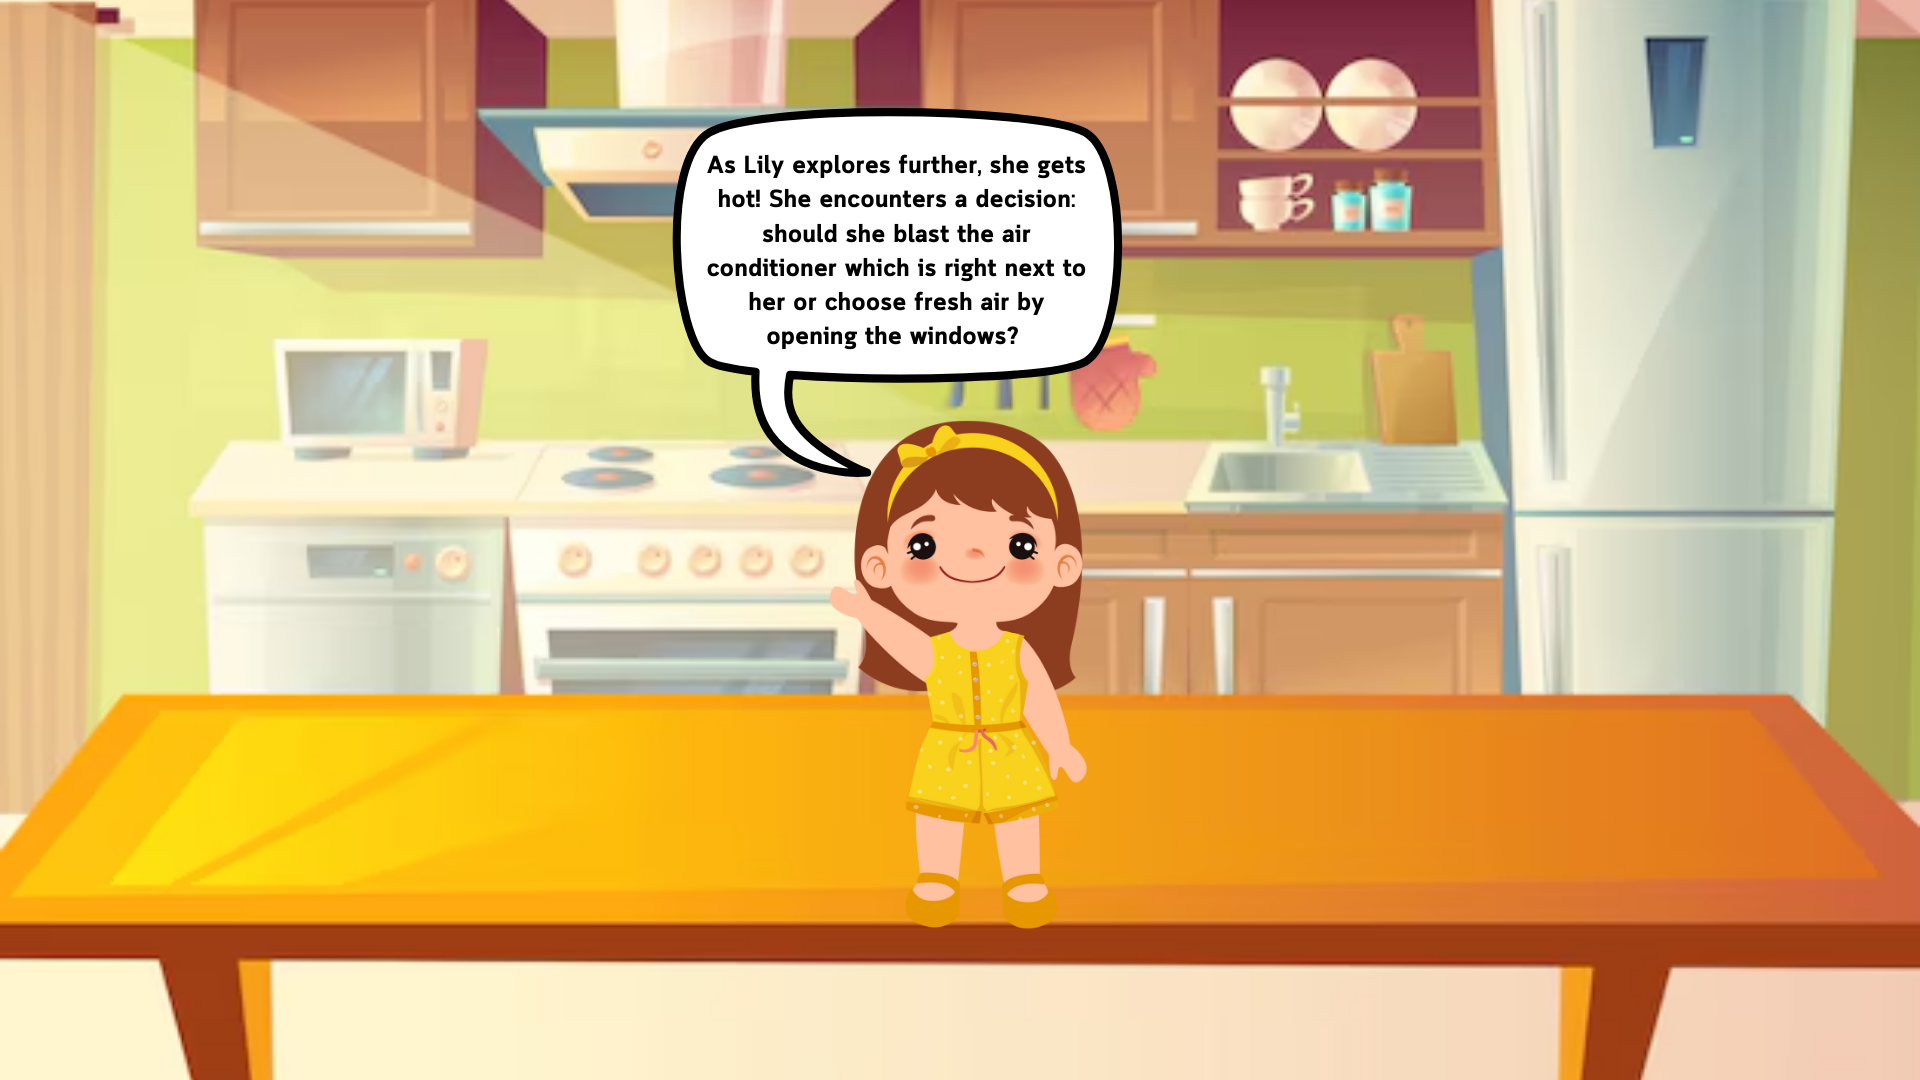 As Lily explores further, she gets
hot! She encounters a decision:
should she blast the air
conditioner which is right next to
her or choose fresh air by
opening the windows?